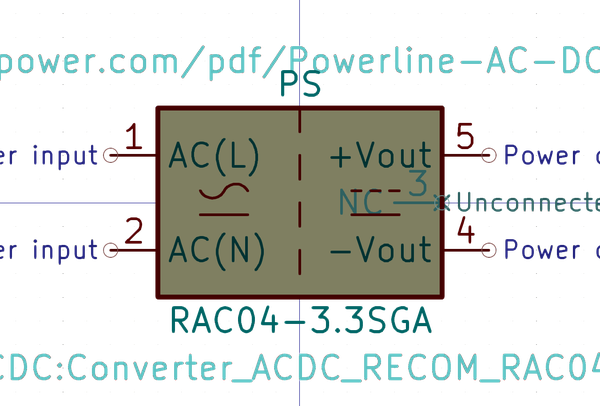 power.com/pdf/Powerline-AC-DC
PS
er input 1 AC(L) +Vout 5 Power
NC 3 Unconnecte
er input 2 AC(N) -Vout 4 Power
RAC04-3.3SGA
CDC:Converter_ACDC_RECOM_RAC04